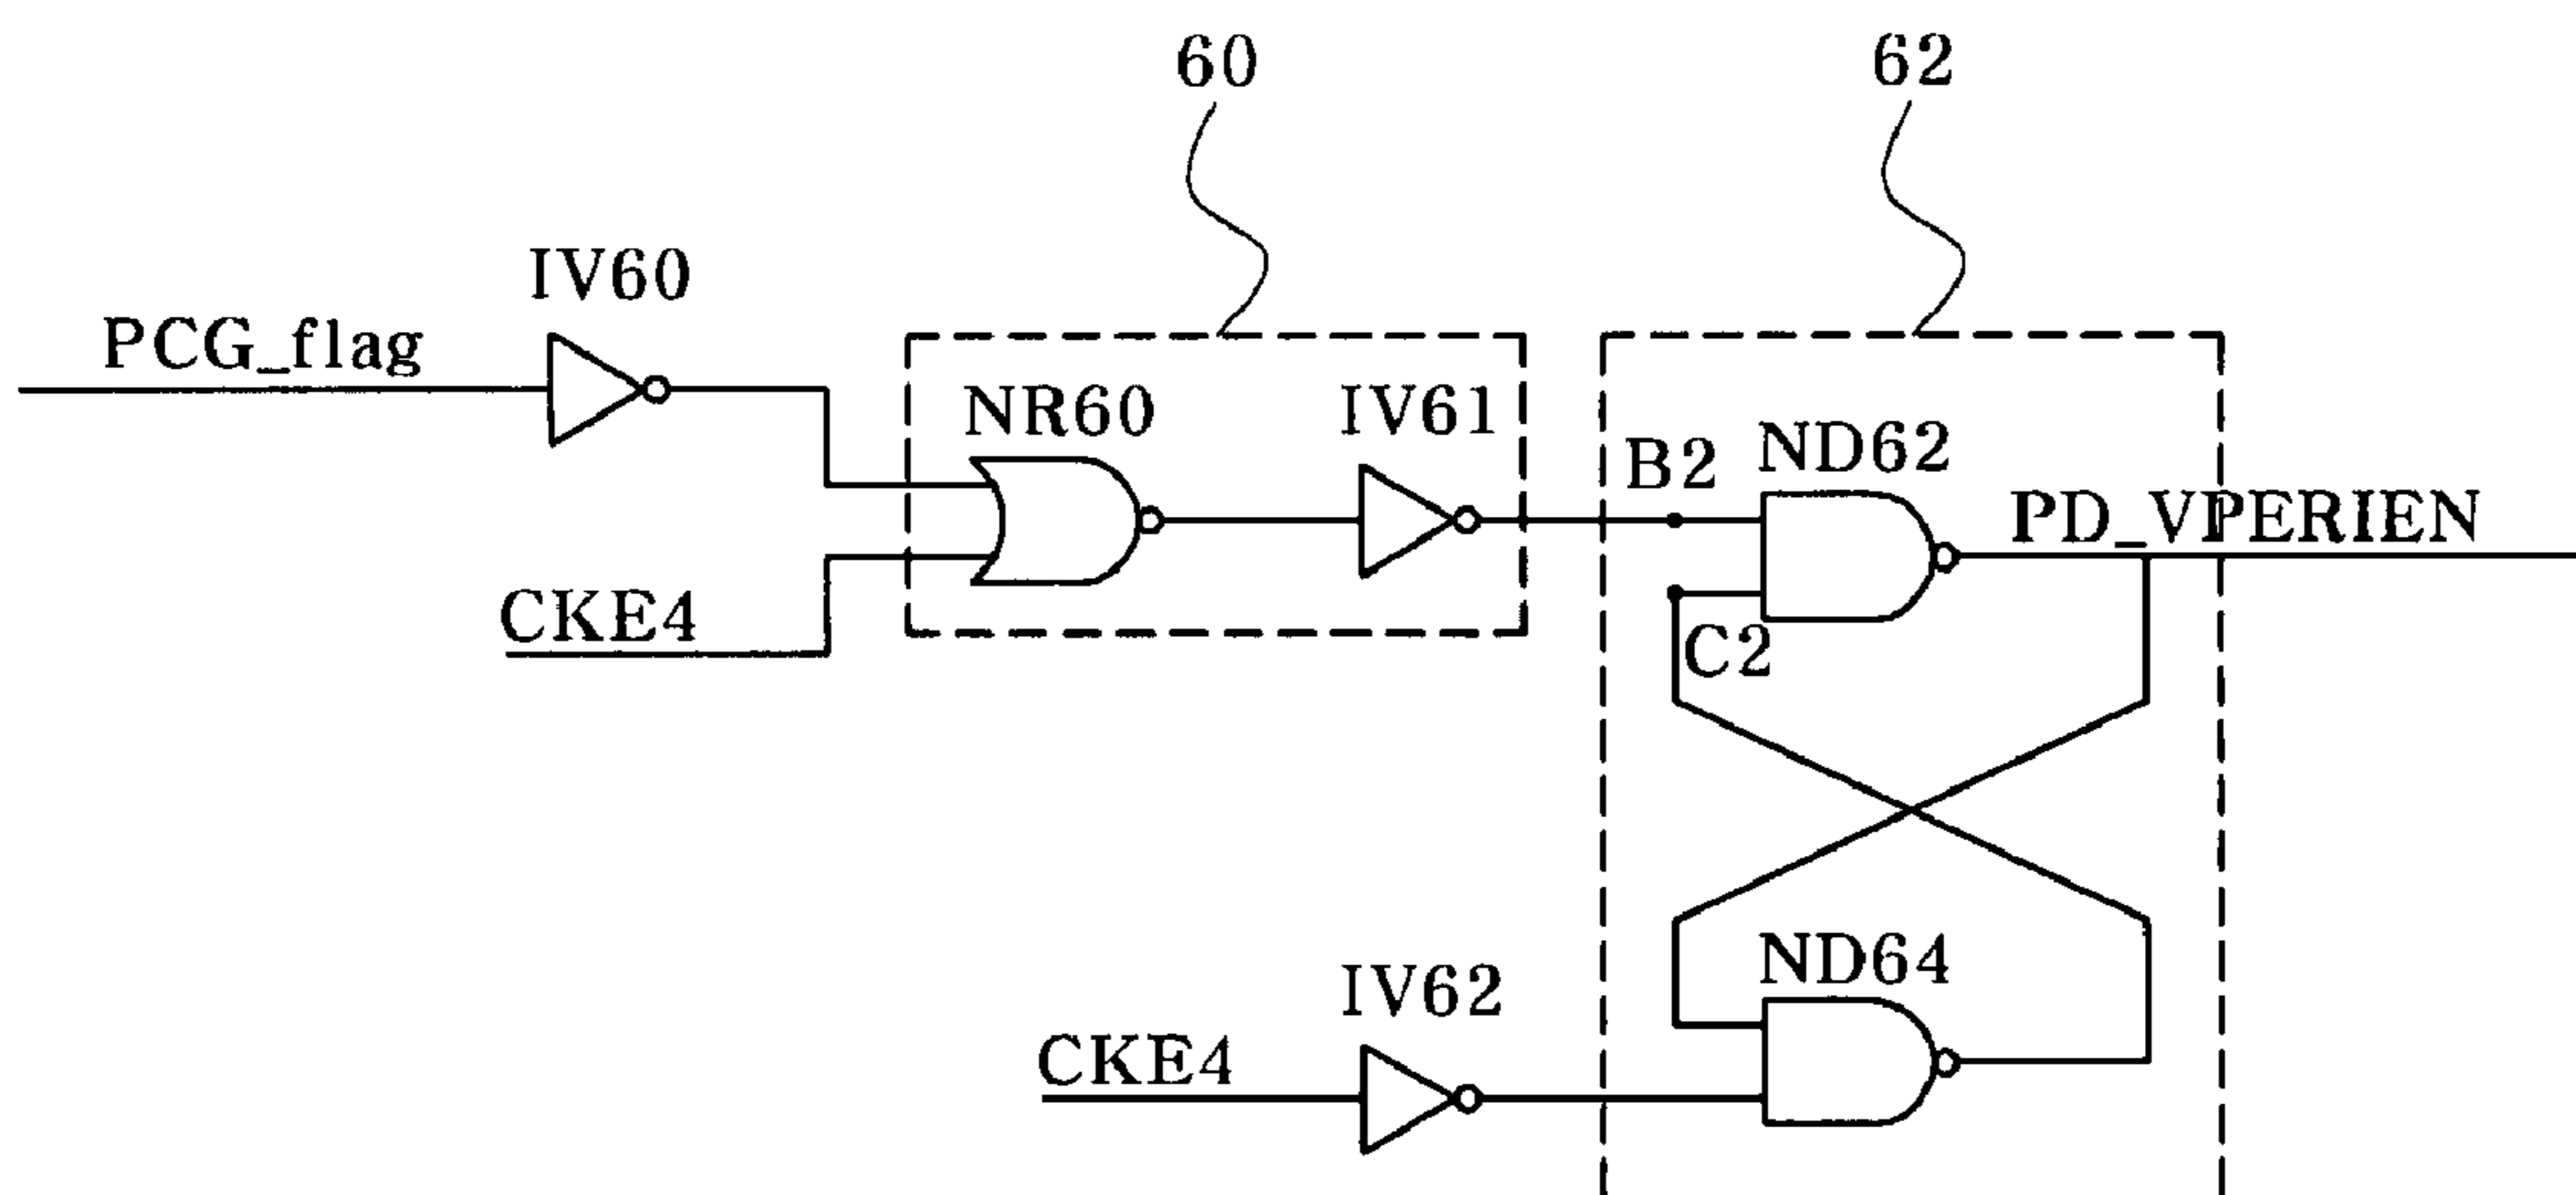 60
62
IV60
PCG_flag
NR60
IV61
B2
ND62
PD_VPERIEN
CKE4
C2
ND64
IV62
CKE4